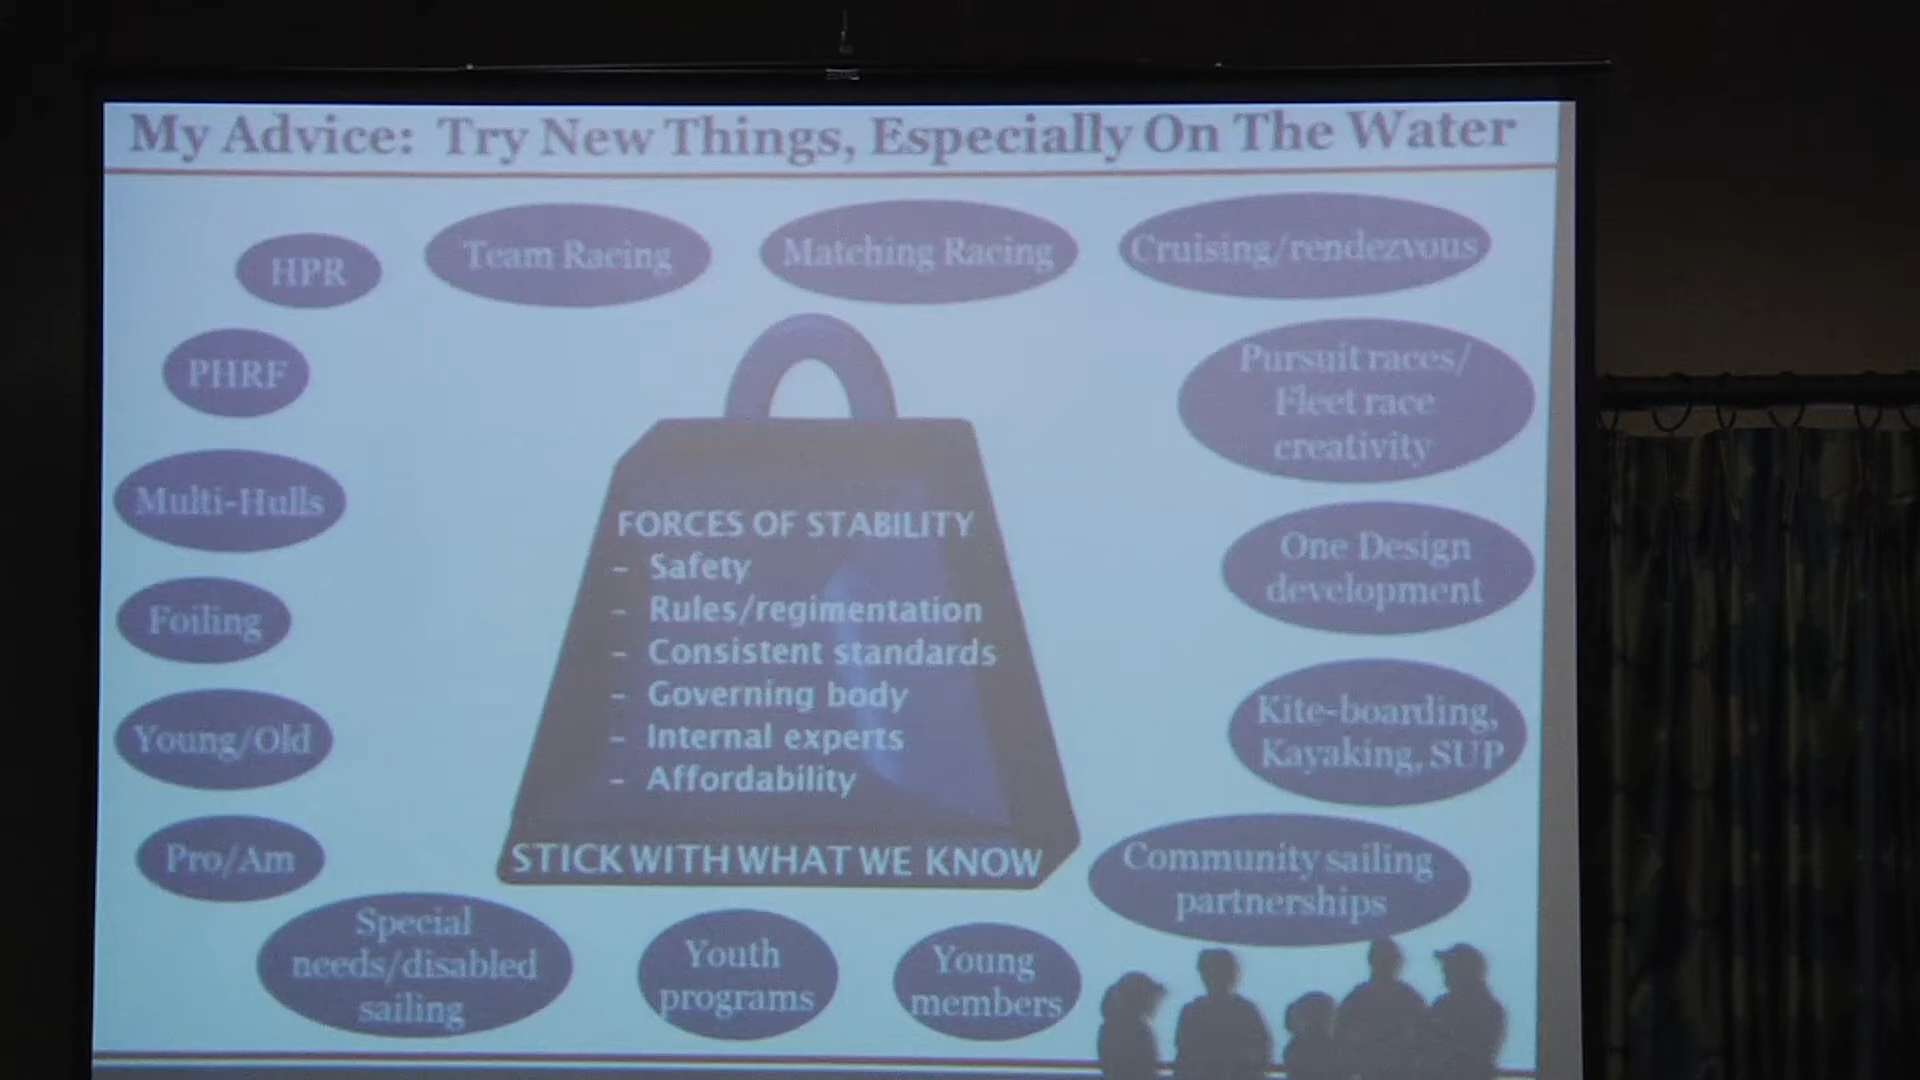 My Advice: Try New Things, Especially On The Water
HPR
Team Racing
Matching Racing
Cruising/rendezvous
PHRF
Pursuit races/
Fleet race
creativity
Multi-Hulls
One Design
development
Foiling
Kite-boarding,
Kayaking, SUP
Young/Old
Community sailing
partnerships
Pro/Am
Special
needs/disabled
sailing
Youth
programs
Young
members
FORCES OF STABILITY
- Safety
- Rules/regimentation
- Consistent standards
- Governing body
- Internal experts
- Affordability
STICK WITH WHAT WE KNOW